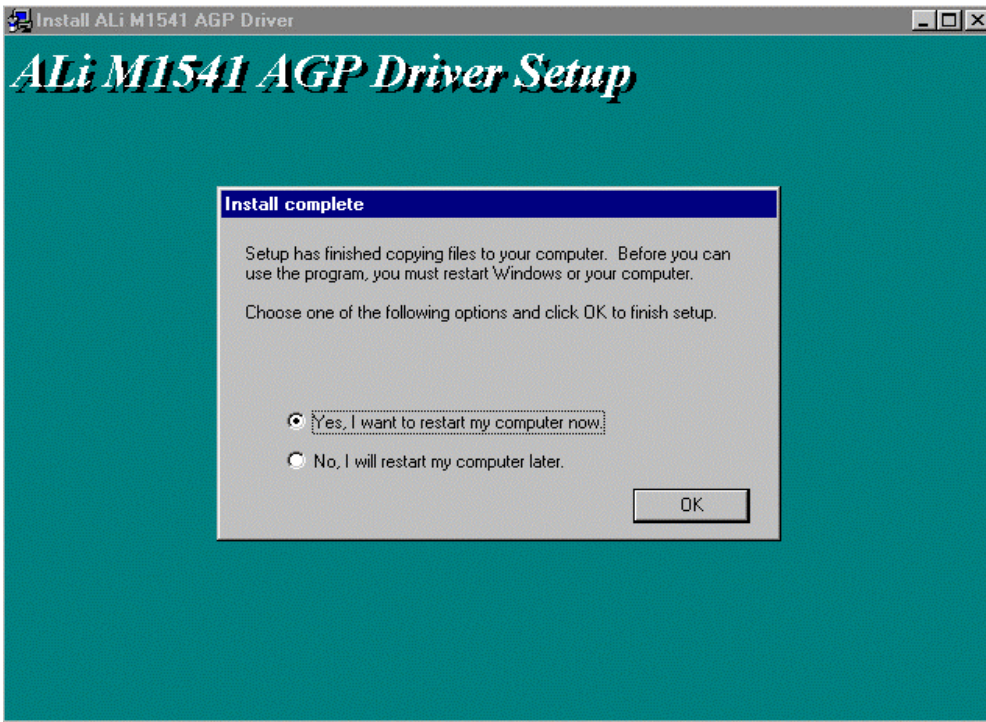 Install ALi M1541 AGP Driver
ALi M1541 AGP Driver Setup
Install complete
Setup has finished copying files to your computer.  Before you can
use the program, you must restart Windows or your computer.
Choose one of the following options and click OK to finish setup.
Yes, I want to restart my computer now.
No, I will restart my computer later.
OK